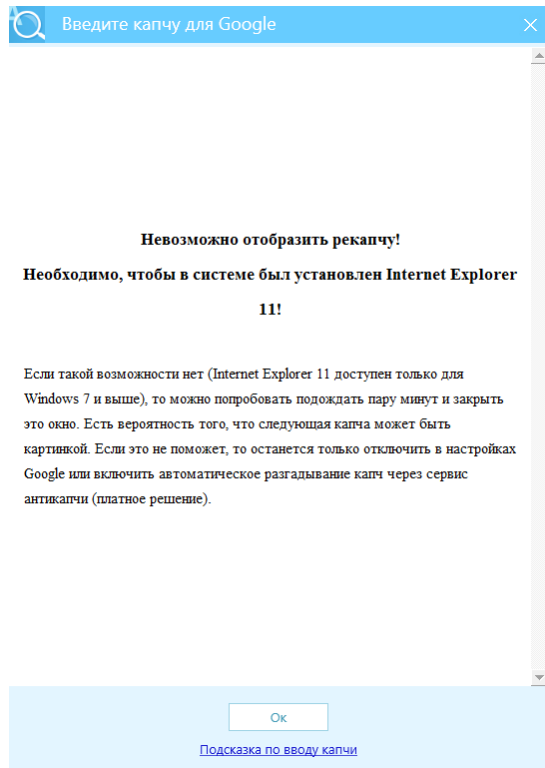 Введите капчу для Google
Невозможно отобразить рекапчу!
Необходимо, чтобы в системе был установлен Internet Explorer
11!
Если такой возможности нет (Internet Explorer 11 доступен только для
Windows 7 и выше), то можно попробовать подождать пару минут и закрыть
это окно. Есть вероятность того, что следующая капча может быть
картинкой. Если это не поможет, то останется только отключить в настройках
Google или включить автоматическое разгадывание капч через сервис
антикапчи (платное решение).
Ок
Подсказка по вводу капчи